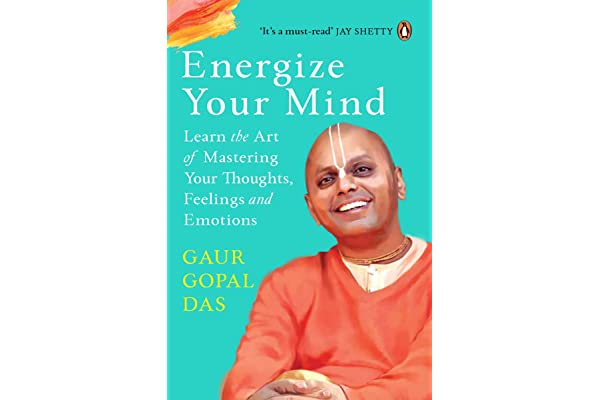 'It's a must-read' JAY SHETTY
Energize
Your Mind
Learn the Art
of Mastering
Your Thoughts,
Feelings and
Emotions
GAUR
GOPAL
DAS